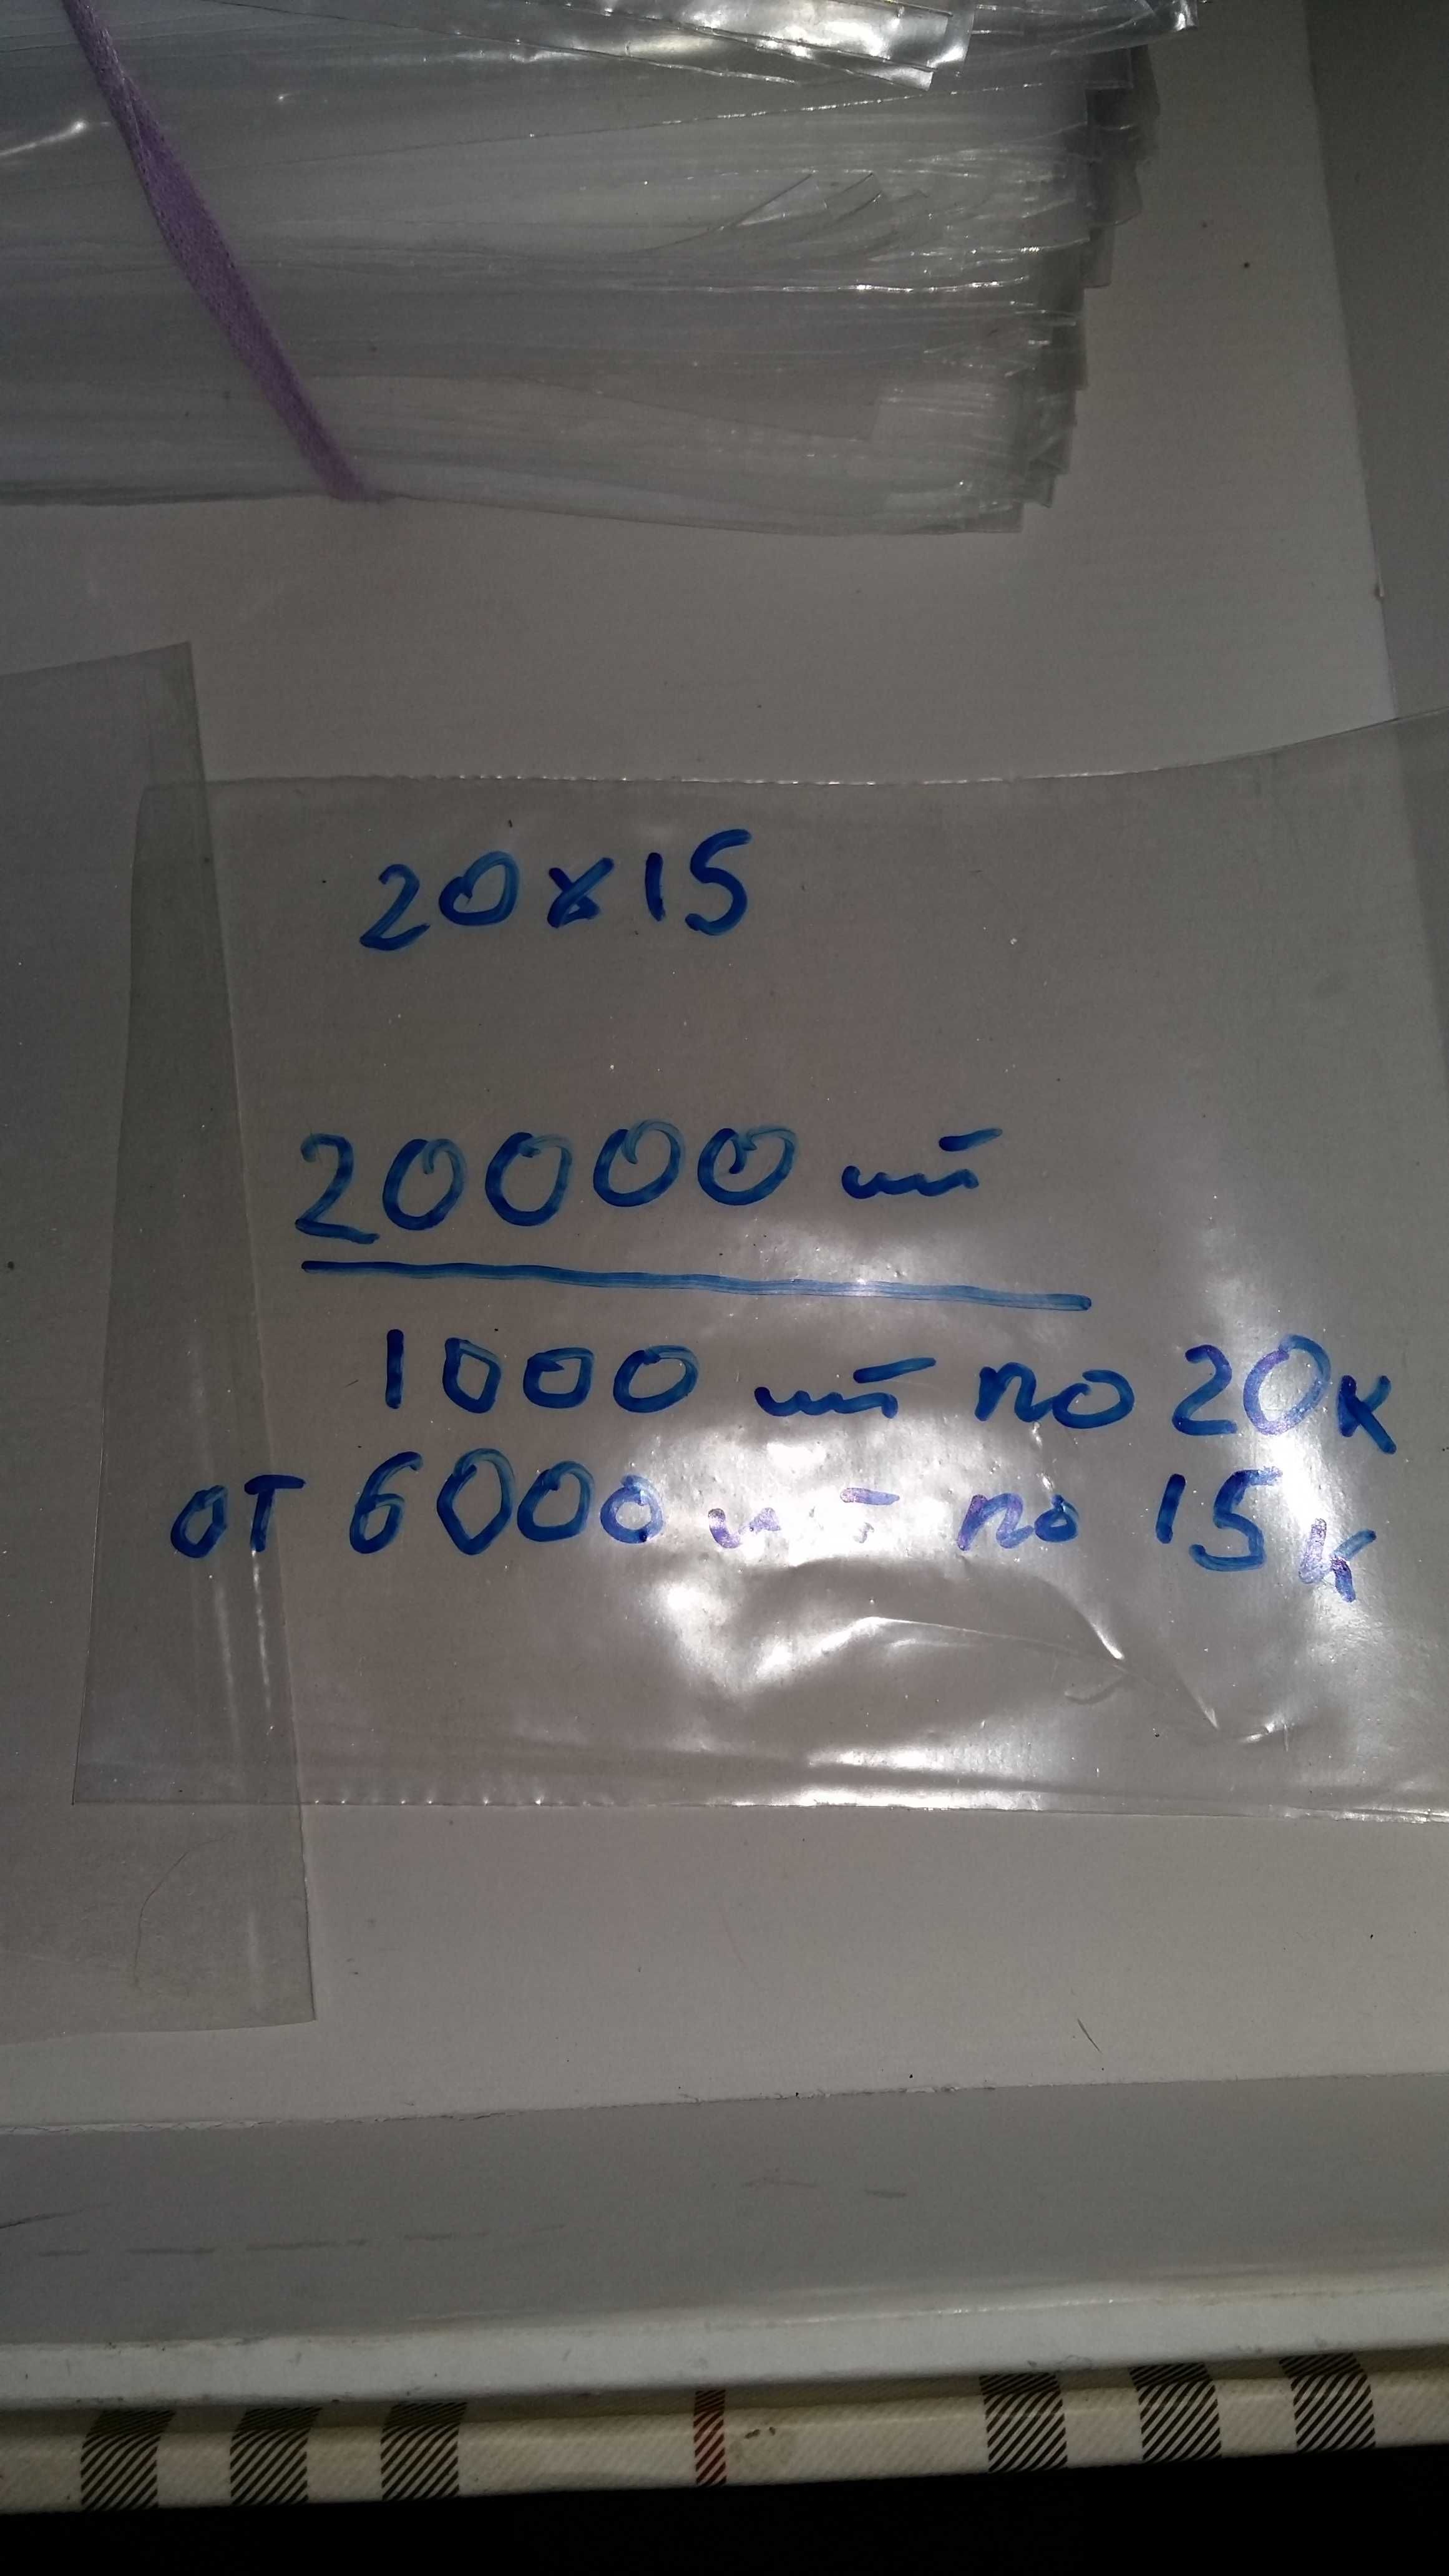 20x15
20000 шт
1000 шт по 20к
от 6000 шт по 15к